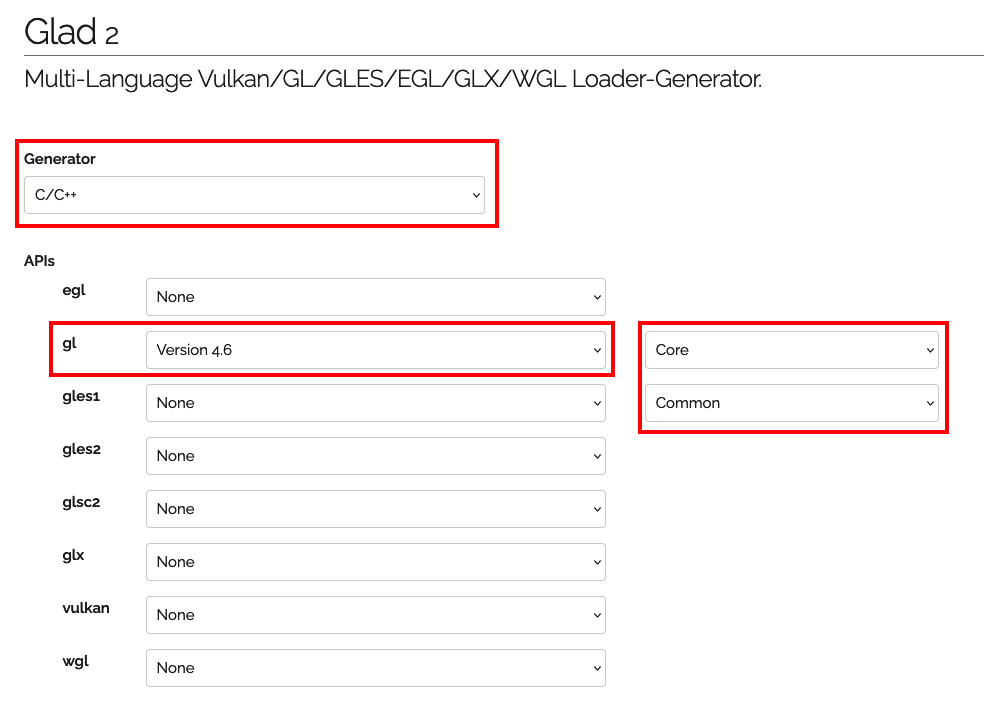 Glad 2
Multi-Language Vulkan/GL/GLES/EGL/GLX/WGL Loader-Generator.
Generator
C/C++
APIs
egl None
gl Version 4.6 Core
gles1 None Common
gles2 None
glsc2 None
glx None
vulkan None
wgl None